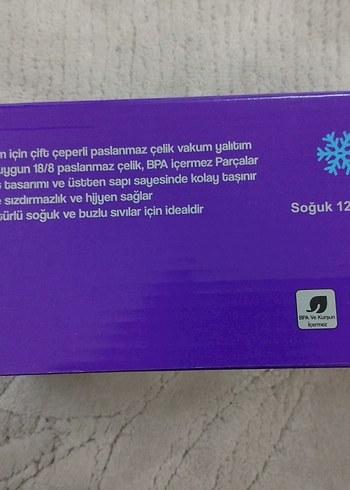 için çift çeperli paslanmaz çelik vakum yalıtım
uygun 18/8 paslanmaz çelik, BPA içermez Parçalar
tasarımı ve üstten sapı sayesinde kolay taşınır
sızdırmazlık ve hijyen sağlar
türlü soğuk ve buzlu sıvılar için idealdir
Soğuk 12
BPA Ve Kurşun
İçermez